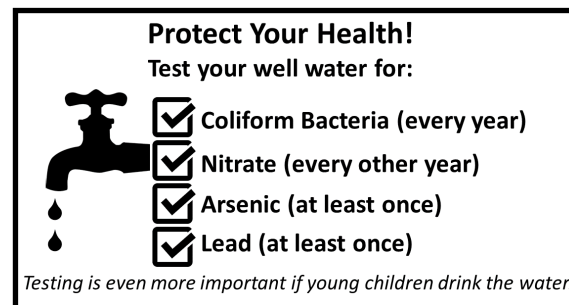 Protect Your Health!
Test your well water for:
Coliform Bacteria (every year)
Nitrate (every other year)
Arsenic (at least once)
Lead (at least once)
Testing is even more important if young children drink the water